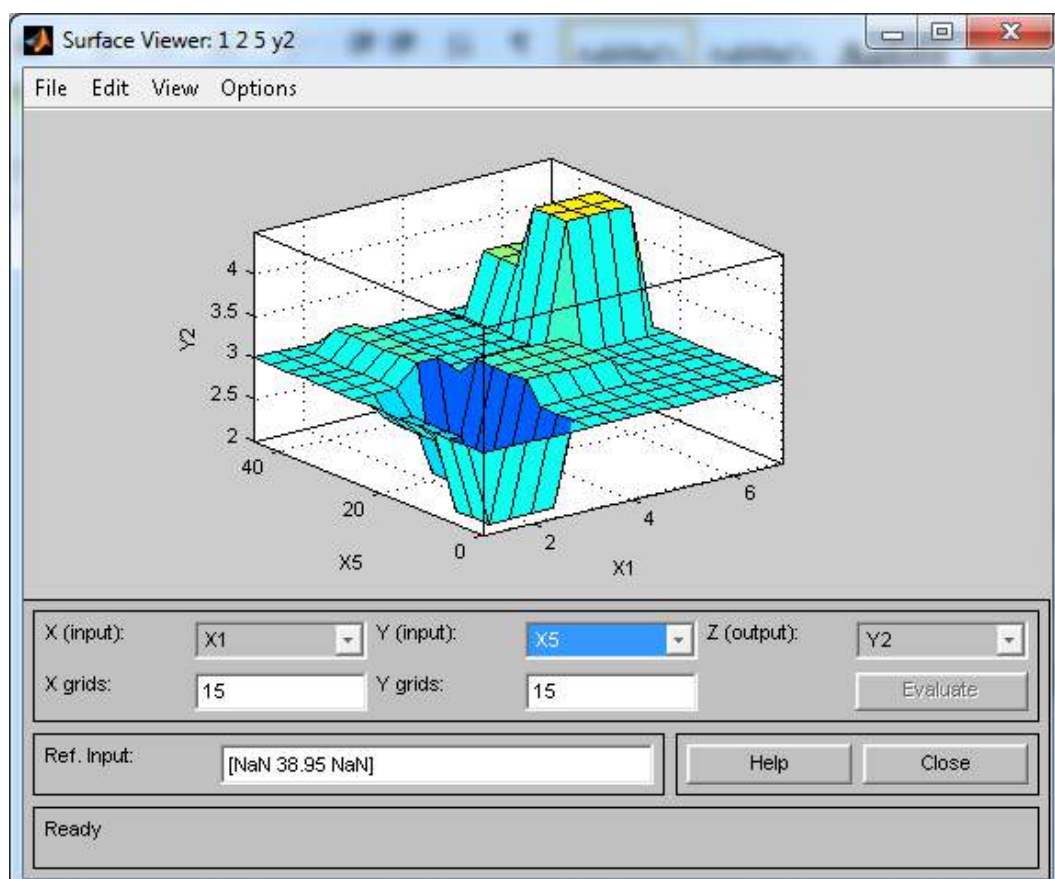 Surface Viewer: 1 2 5 y2
File Edit View Options
4
3.5
3
2.5
2
Y2
40
20
0
X5
2
4
6
X1
X (input): X1 Y (input): X5 Z (output): Y2
X grids: 15 Y grids: 15 Evaluate
Ref. Input: [NaN 38.95 NaN] Help Close
Ready